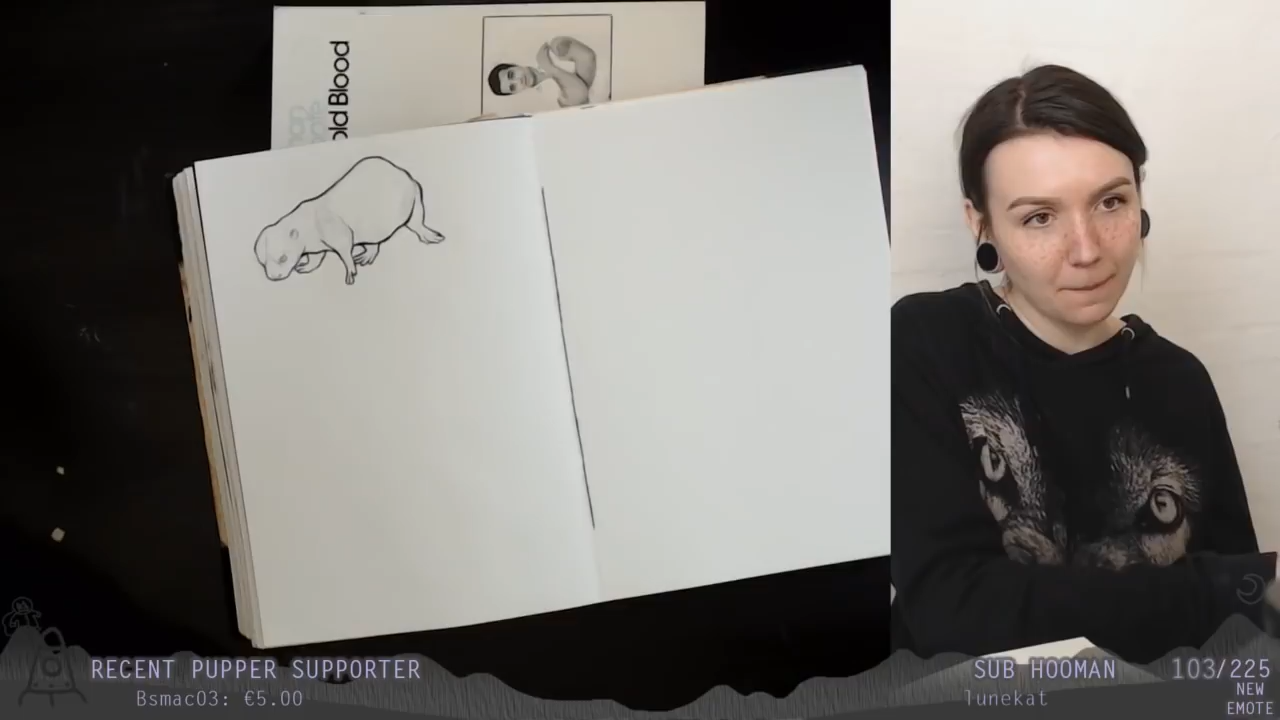 old Blood
RECENT PUPPER SUPPORTER
Bsmac03: €5.00
SUB HOOMAN
lunekat
103/225
NEW
EMOTE